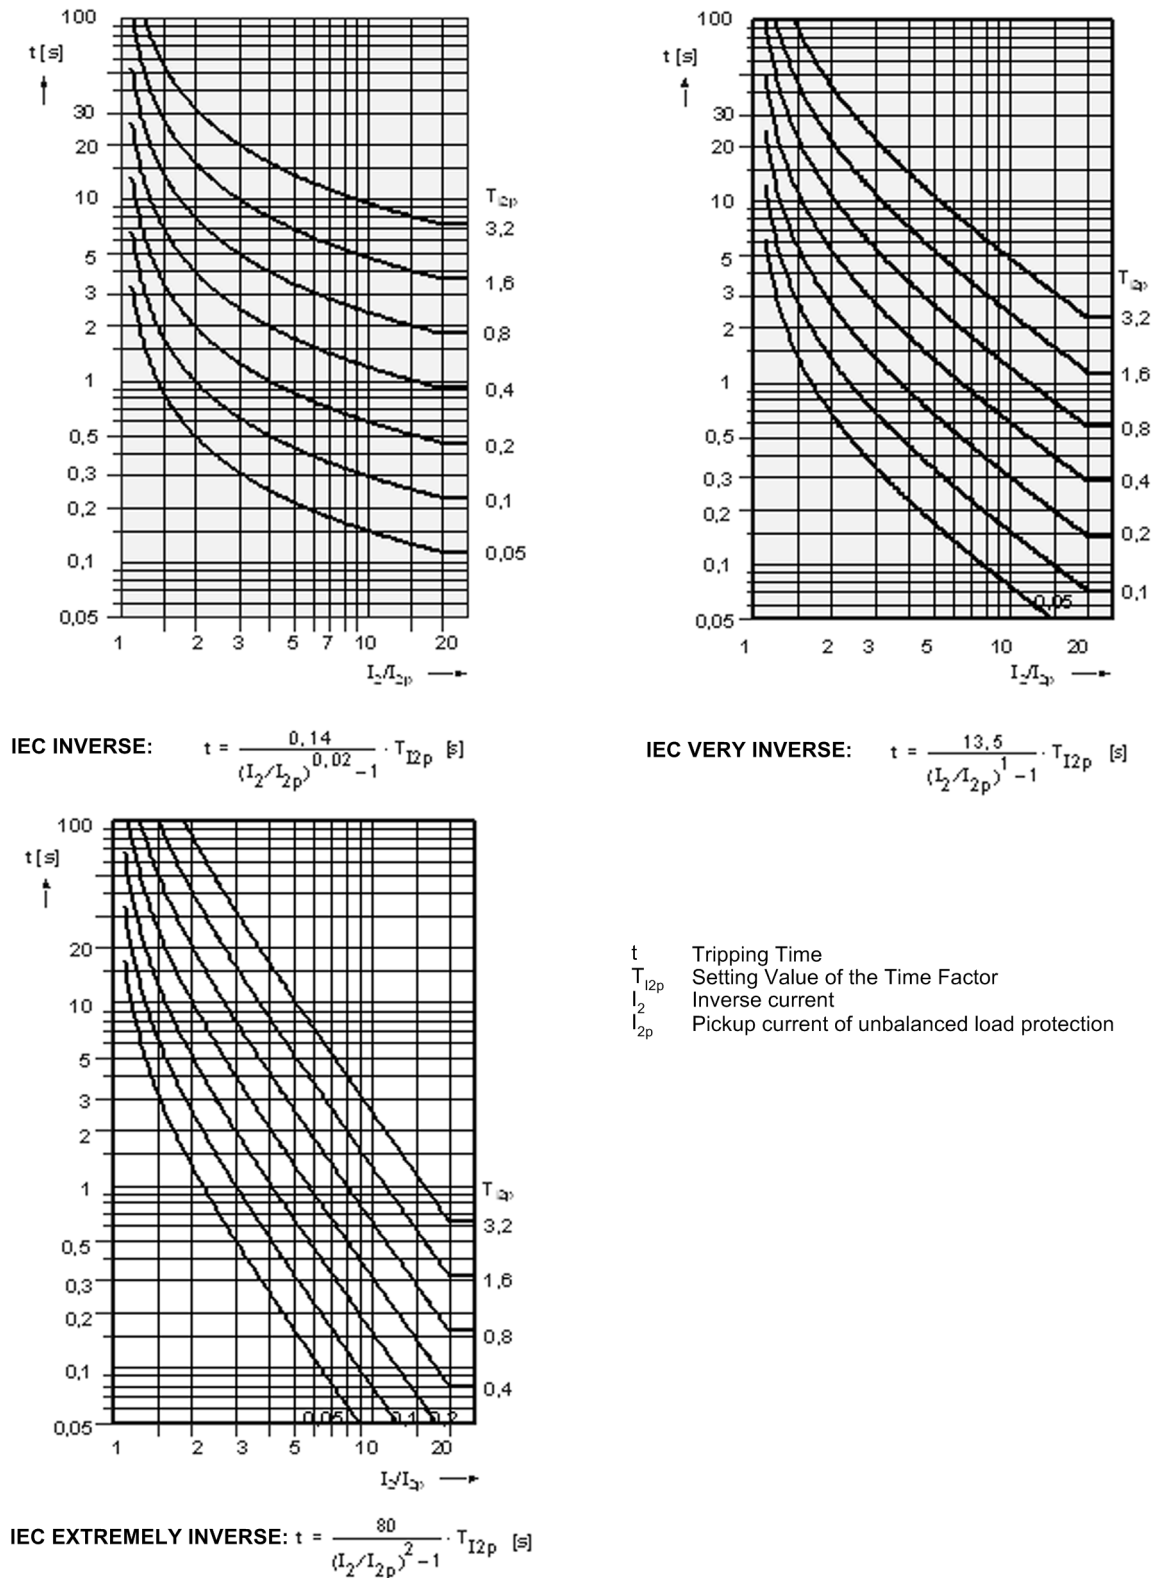 100
t [s]
30
20
10
5
3
2
1
0,5
0,3
0,2
0,1
0,05
1 2 3 5 7 10 20
I2/I2p
TI2p
3,2
1,6
0,8
0,4
0,2
0,1
0,05
IEC INVERSE: t = 0,14 / (I2/I2p)^0,02 -1 · TI2p [s]
100
t [s]
30
20
10
5
3
2
1
0,5
0,3
0,2
0,1
0,05
1 2 3 5 10 20
I2/I2p
TI2p
3,2
1,6
0,8
0,4
0,2
0,1
0,05
IEC VERY INVERSE: t = 13,5 / (I2/I2p)^1 -1 · TI2p [s]
100
t [s]
20
10
5
3
2
1
0,5
0,3
0,2
0,1
0,05
1 2 3 5 10 20
I2/I2p
TI2p
3,2
1,6
0,8
0,4
0,05 0,1 0,2
IEC EXTREMELY INVERSE: t = 80 / (I2/I2p)^2 -1 · TI2p [s]
t Tripping Time
TI2p Setting Value of the Time Factor
I2 Inverse current
I2p Pickup current of unbalanced load protection